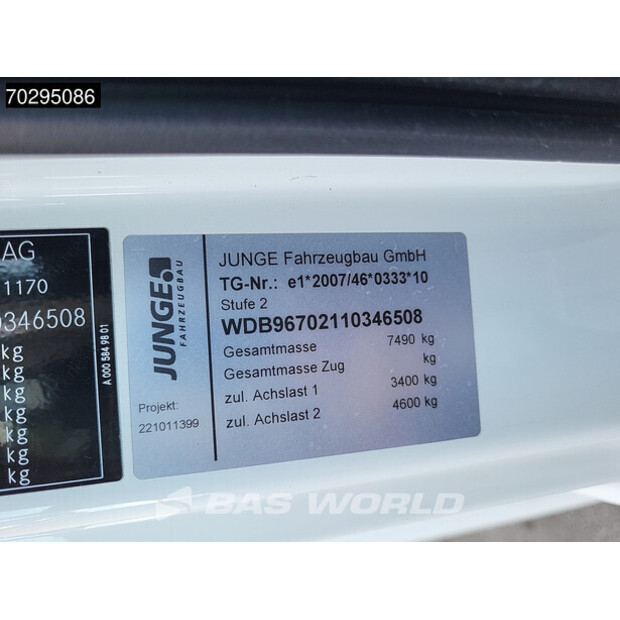 70295086
AG
1170
0346508
kg
kg
kg
kg
kg
kg
kg
A 000 584 98 01
JUNGE
FAHRZEUGBAU
Projekt:
221011399
JUNGE Fahrzeugbau GmbH
TG-Nr.: e1*2007/46*0333*10
Stufe 2
WDB96702110346508
Gesamtmasse 7490 kg
Gesamtmasse Zug kg
zul. Achslast 1 3400 kg
zul. Achslast 2 4600 kg
BAS WORLD